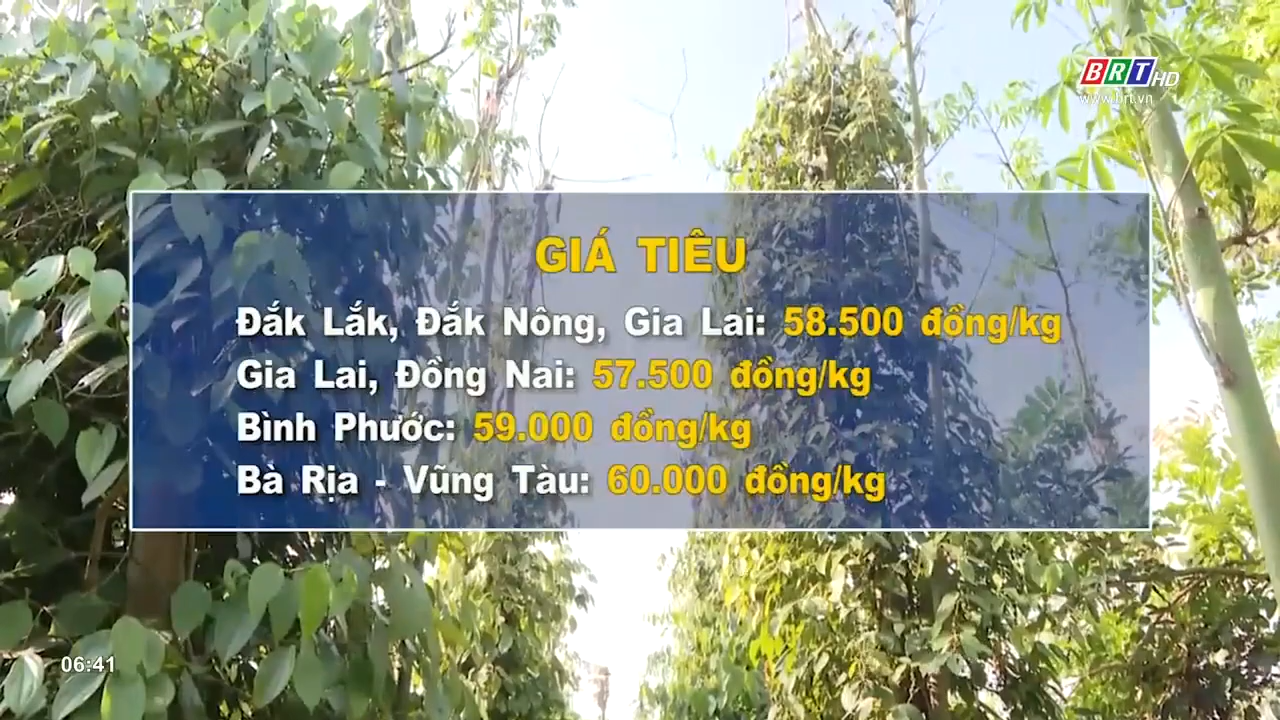 BRT HD
www.brt.vn
GIÁ TIÊU
Đắk Lắk, Đắk Nông, Gia Lai: 58.500 đồng/kg
Gia Lai, Đồng Nai: 57.500 đồng/kg
Bình Phước: 59.000 đồng/kg
Bà Rịa - Vũng Tàu: 60.000 đồng/kg
06:41